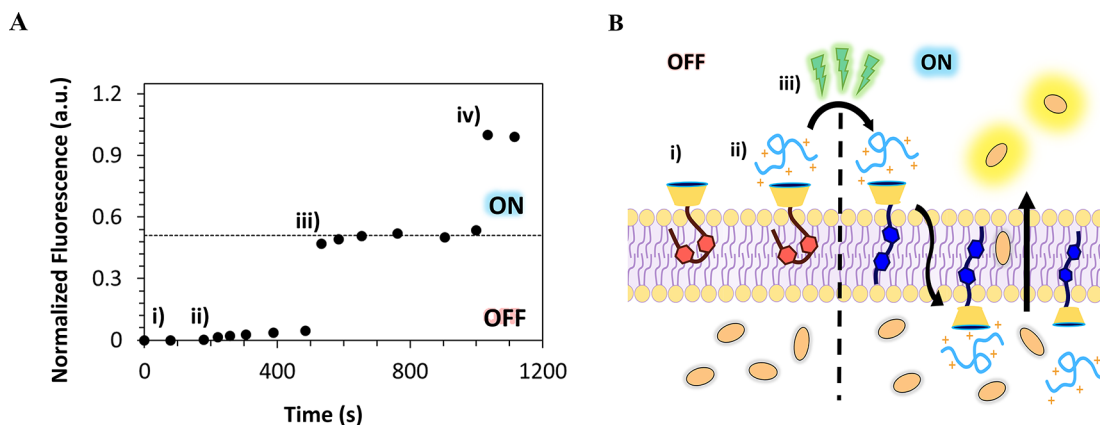 A
Normalized Fluorescence (a.u.)
1.2
0.9
0.6
0.3
0
i)
ii)
iii)
iv)
ON
OFF
0
400
800
1200
Time (s)
B
OFF
ON
iii)
i)
ii)
+ + + +
+ + + +
+ + + +
+ + + +